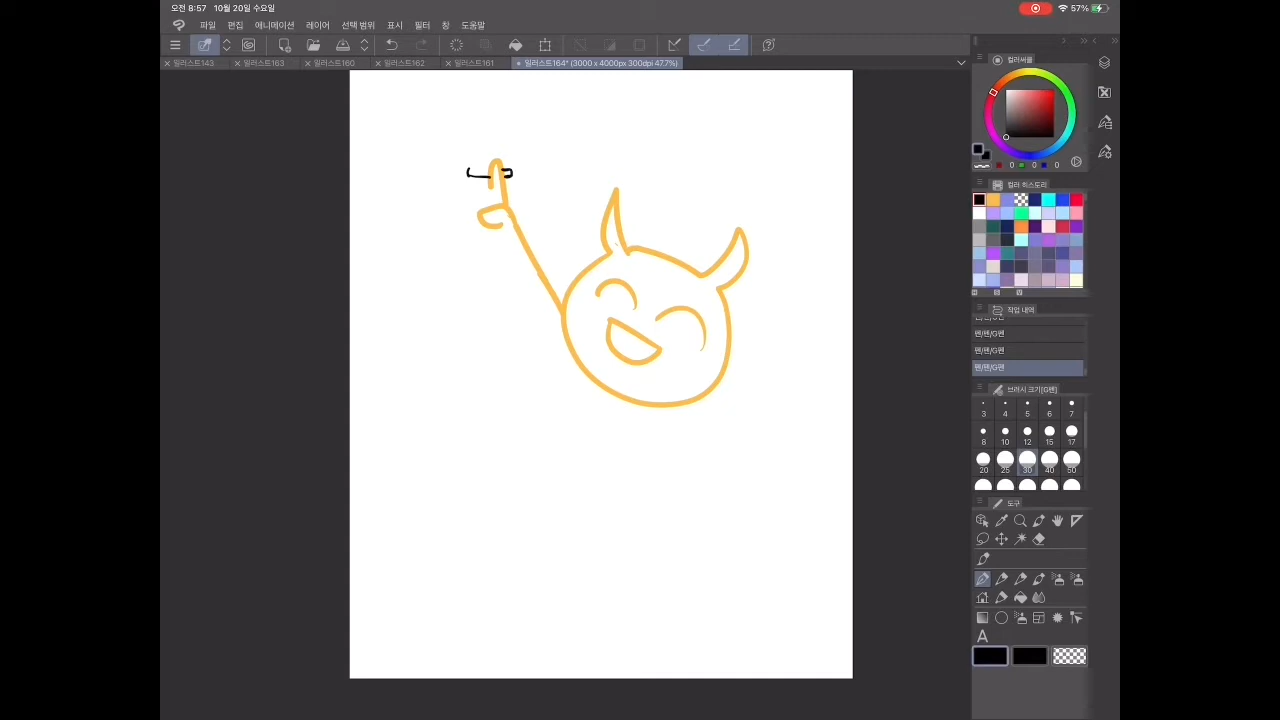 오전 8:57 10월 20일 수요일
57%
파일 편집 애니메이션 레이어 선택 범위 표시 필터 창 도움말
일러스트143 일러스트163 일러스트160 일러스트162 일러스트161 일러스트164* (3000 x 4000px 300dpi 47.7%)
컬러써클
0 0 0
컬러 히스토리
H S V
작업 내역
펜/펜/G펜
펜/펜/G펜
펜/펜/G펜
브러시 크기[G펜]
3 4 5 6 7
8 10 12 15 17
20 25 30 40 50
도구
A